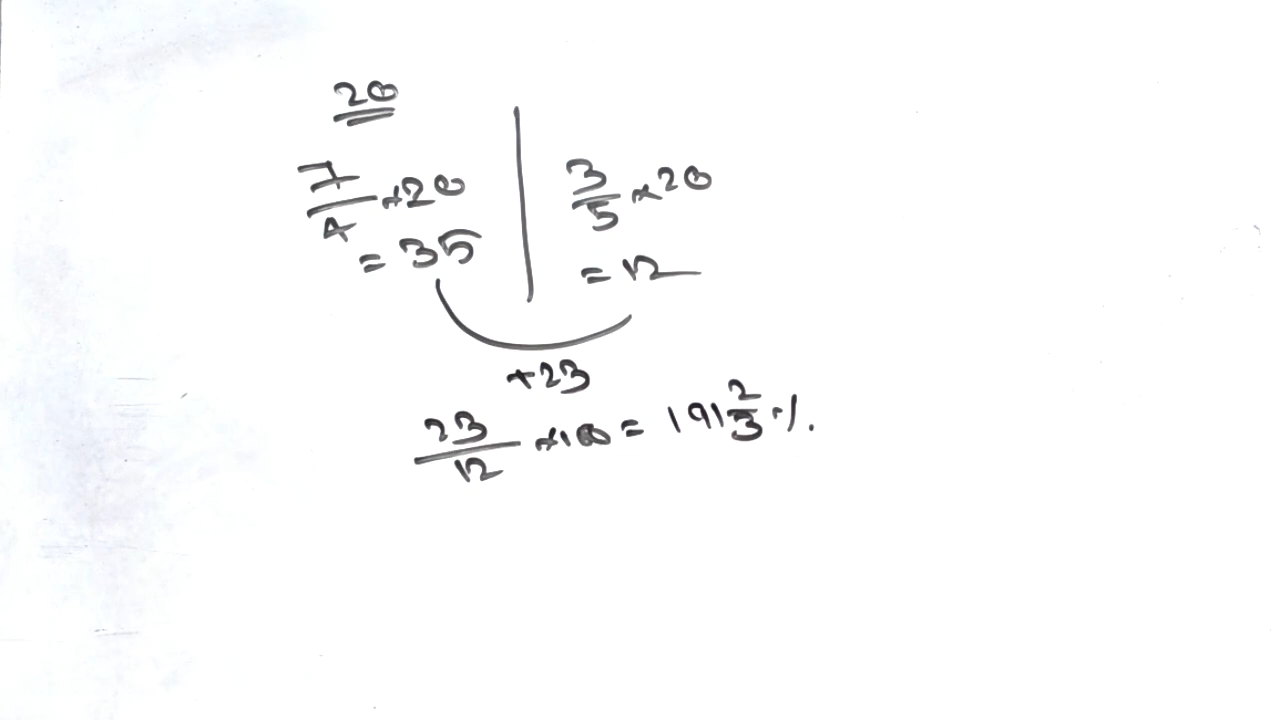 20
7/4 × 20
= 35
3/5 × 20
= 12
+23
23/12 × 100 = 191 2/3 %.